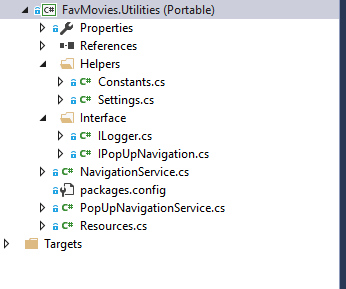 C# FavMovies.Utilities (Portable)
Properties
References
Helpers
C# Constants.cs
C# Settings.cs
Interface
C# ILogger.cs
C# IPopUpNavigation.cs
C# NavigationService.cs
packages.config
C# PopUpNavigationService.cs
C# Resources.cs
Targets